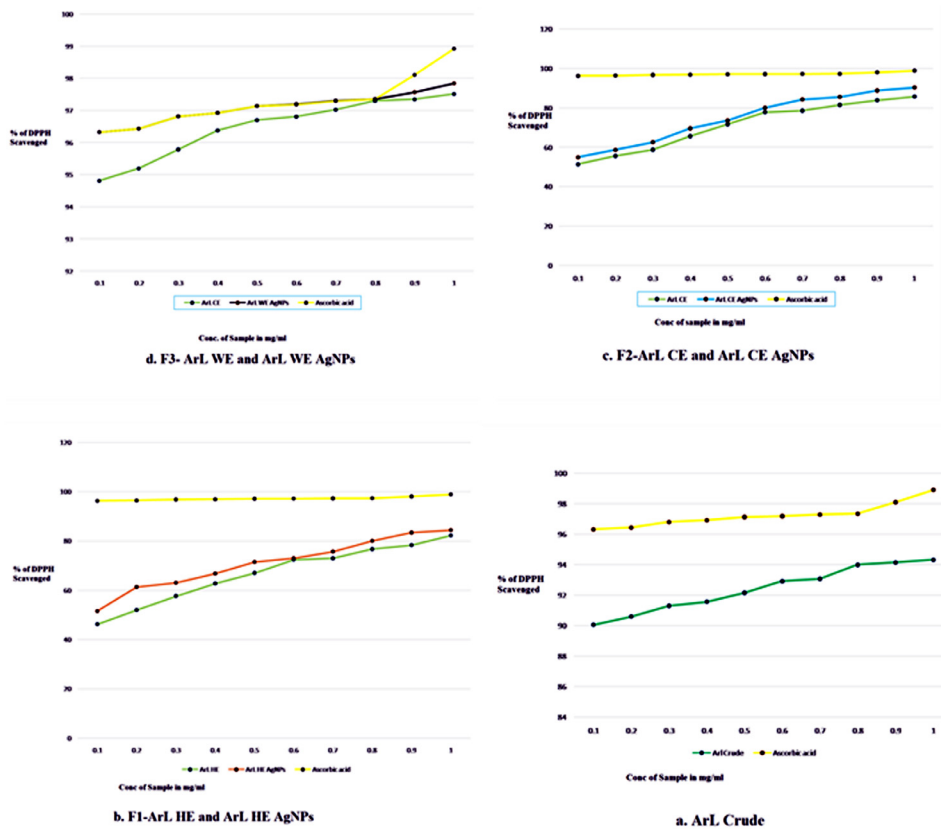 100
99
98
97
96
95
94
93
92
% of DPPH
Scavenged
0.1 0.2 0.3 0.4 0.5 0.6 0.7 0.8 0.9 1
ArL CE ArL WE AgNPs Ascorbic acid
Conc. of Sample in mg/ml
d. F3- ArL WE and ArL WE AgNPs
120
100
80
60
40
20
0
% of DPPH
Scavenged
0.1 0.2 0.3 0.4 0.5 0.6 0.7 0.8 0.9 1
ArL CE ArL CE AgNPs Ascorbic acid
Conc of sample in mg/ml
c. F2-ArL CE and ArL CE AgNPs
120
100
80
60
40
20
0
% of DPPH
Scavenged
0.1 0.2 0.3 0.4 0.5 0.6 0.7 0.8 0.9 1
ArL HE ArL HE AgNPs Ascorbic acid
Conc of Sample in mg/ml
b. F1-ArL HE and ArL HE AgNPs
100
98
96
94
92
90
88
86
84
% of DPPH
Scavenged
0.1 0.2 0.3 0.4 0.5 0.6 0.7 0.8 0.9 1
ArlCrude Ascorbic acid
Conc of Sample in mg/ml
a. ArL Crude